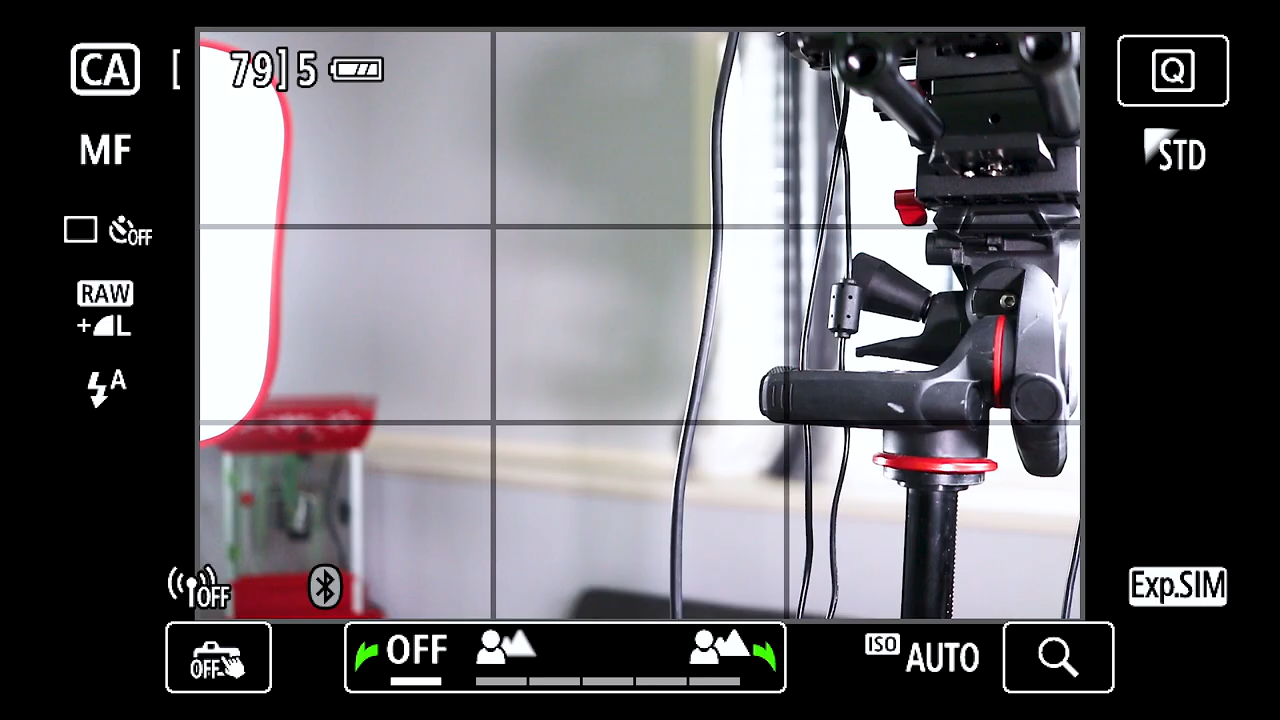 CA [ 79] 5
Q
MF
STD
OFF
RAW
+L
A
OFF
Exp.SIM
OFF
OFF
ISO AUTO